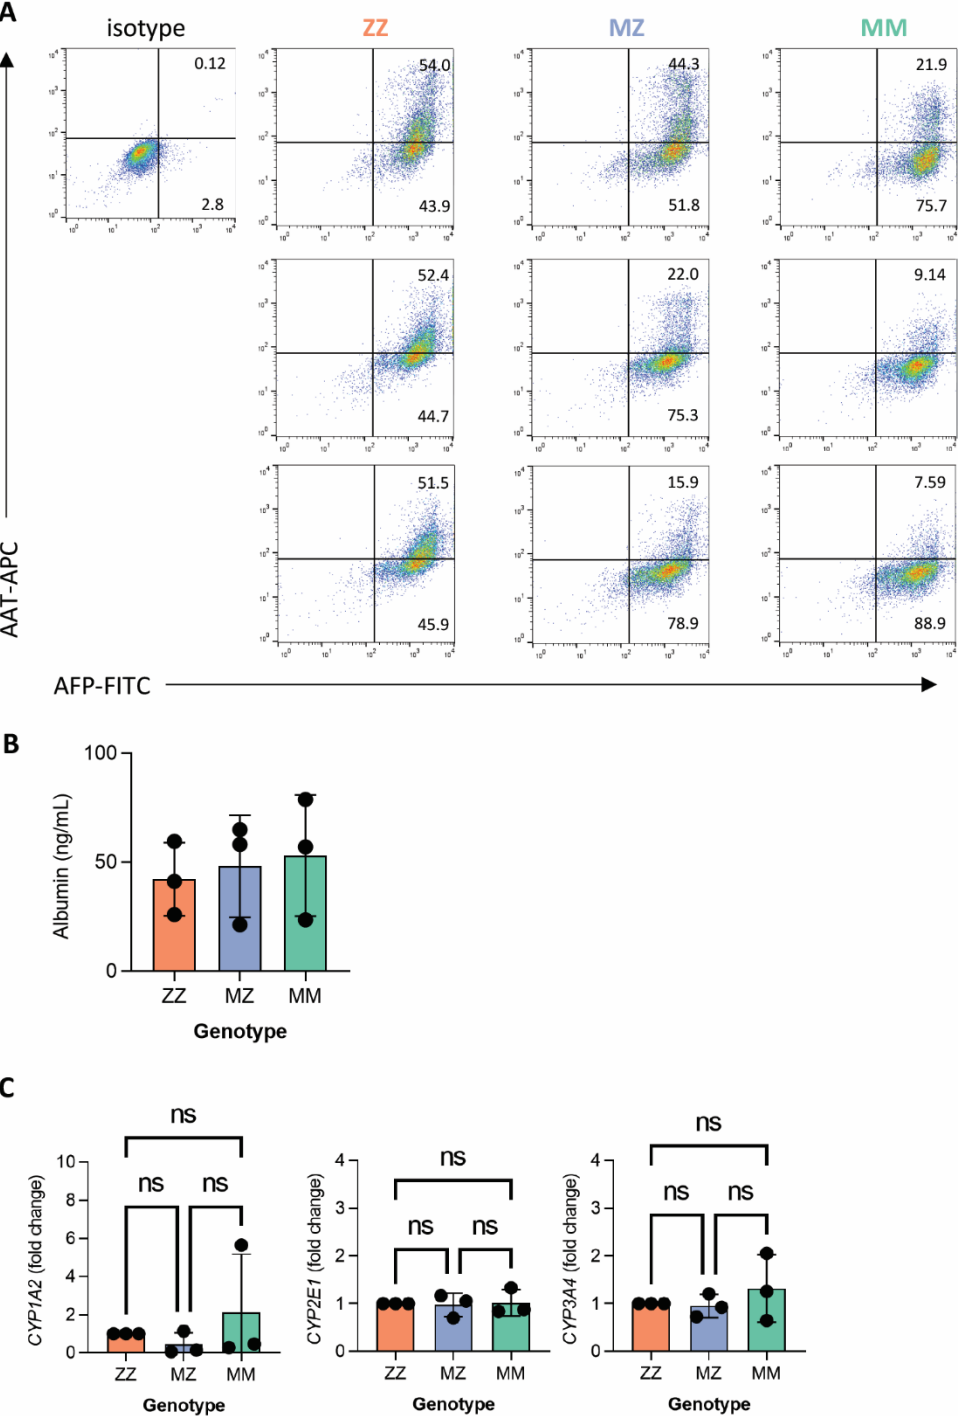 A
isotype ZZ MZ MM
0.12 54.0 44.3 21.9
2.8 43.9 51.8 75.7
52.4 22.0 9.14
44.7 75.3
51.5 15.9 7.59
45.9 78.9 88.9
AAT-APC
AFP-FITC
B
Albumin (ng/mL)
100
50
0
ZZ MZ MM
Genotype
C
CYP1A2 (fold change)
10
8
6
4
2
0
ns
ns ns
ZZ MZ MM
Genotype
CYP2E1 (fold change)
4
3
2
1
0
ns
ns ns
ZZ MZ MM
Genotype
CYP3A4 (fold change)
4
3
2
1
0
ns
ns ns
ZZ MZ MM
Genotype